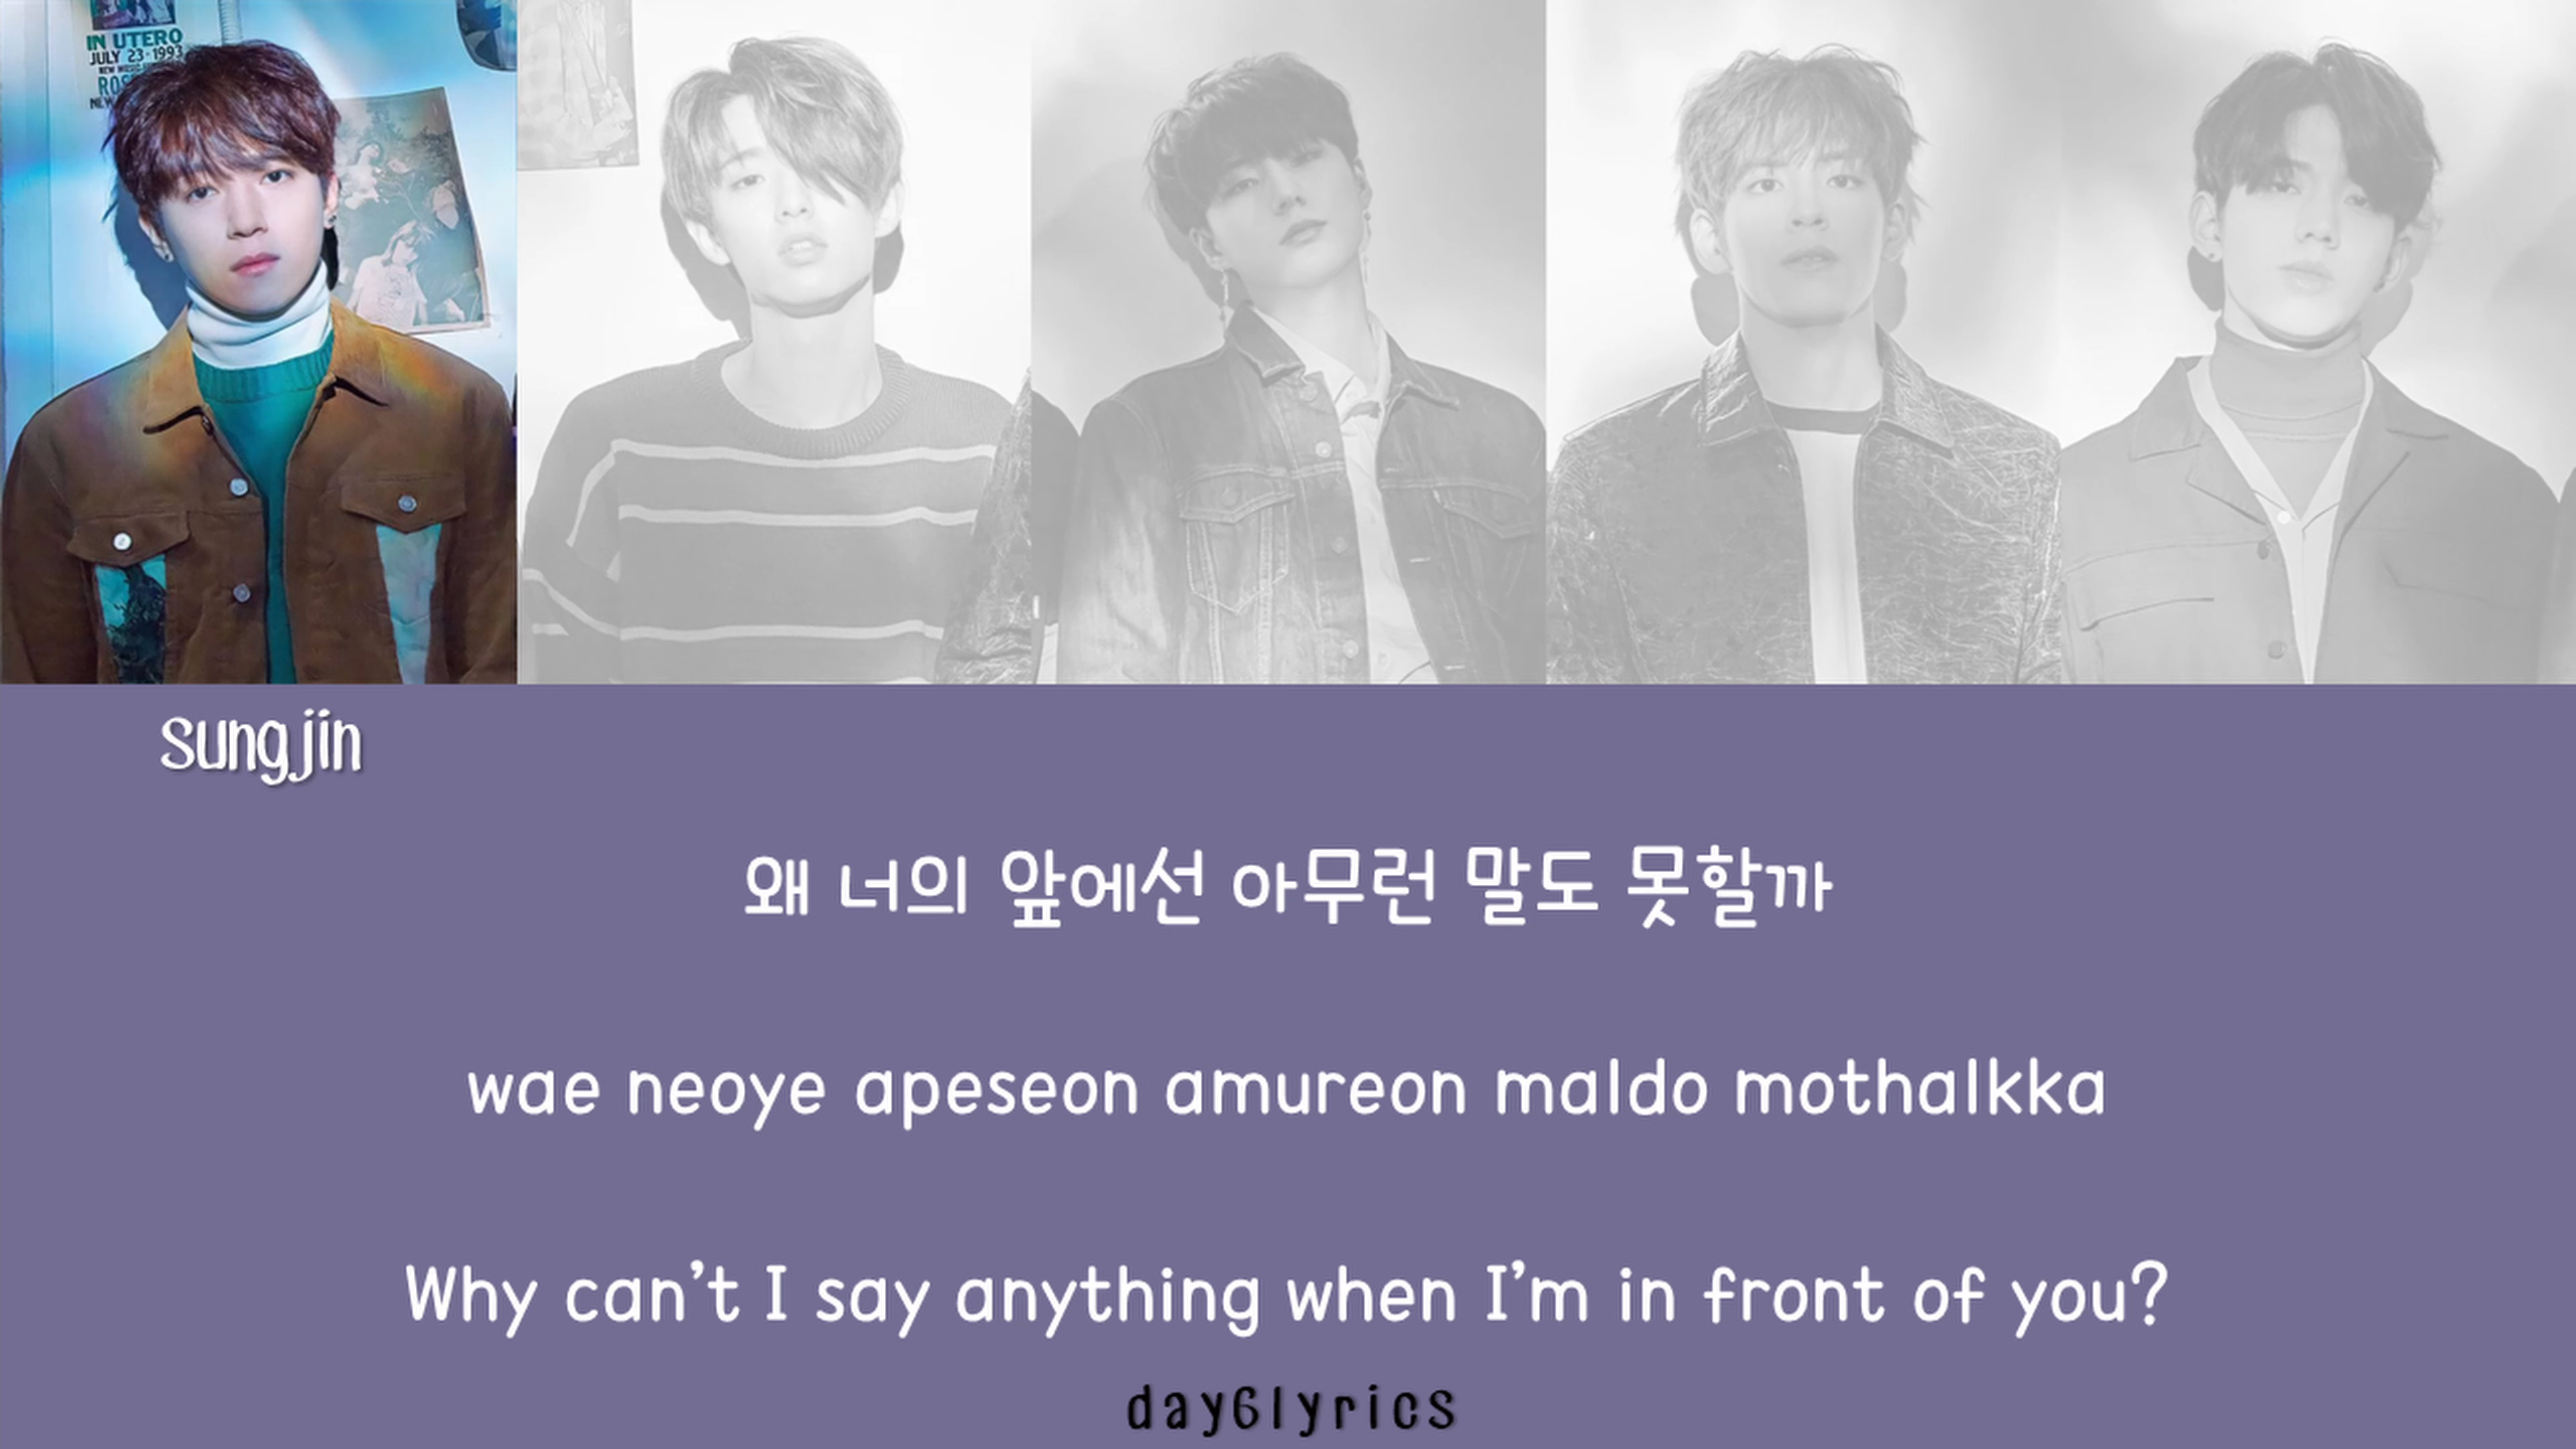 IN UTERO
JULY 23·1993
Sungjin
왜 너의 앞에선 아무런 말도 못할까
wae neoye apeseon amureon maldo mothalkka
Why can’t I say anything when I’m in front of you?
day6lyrics